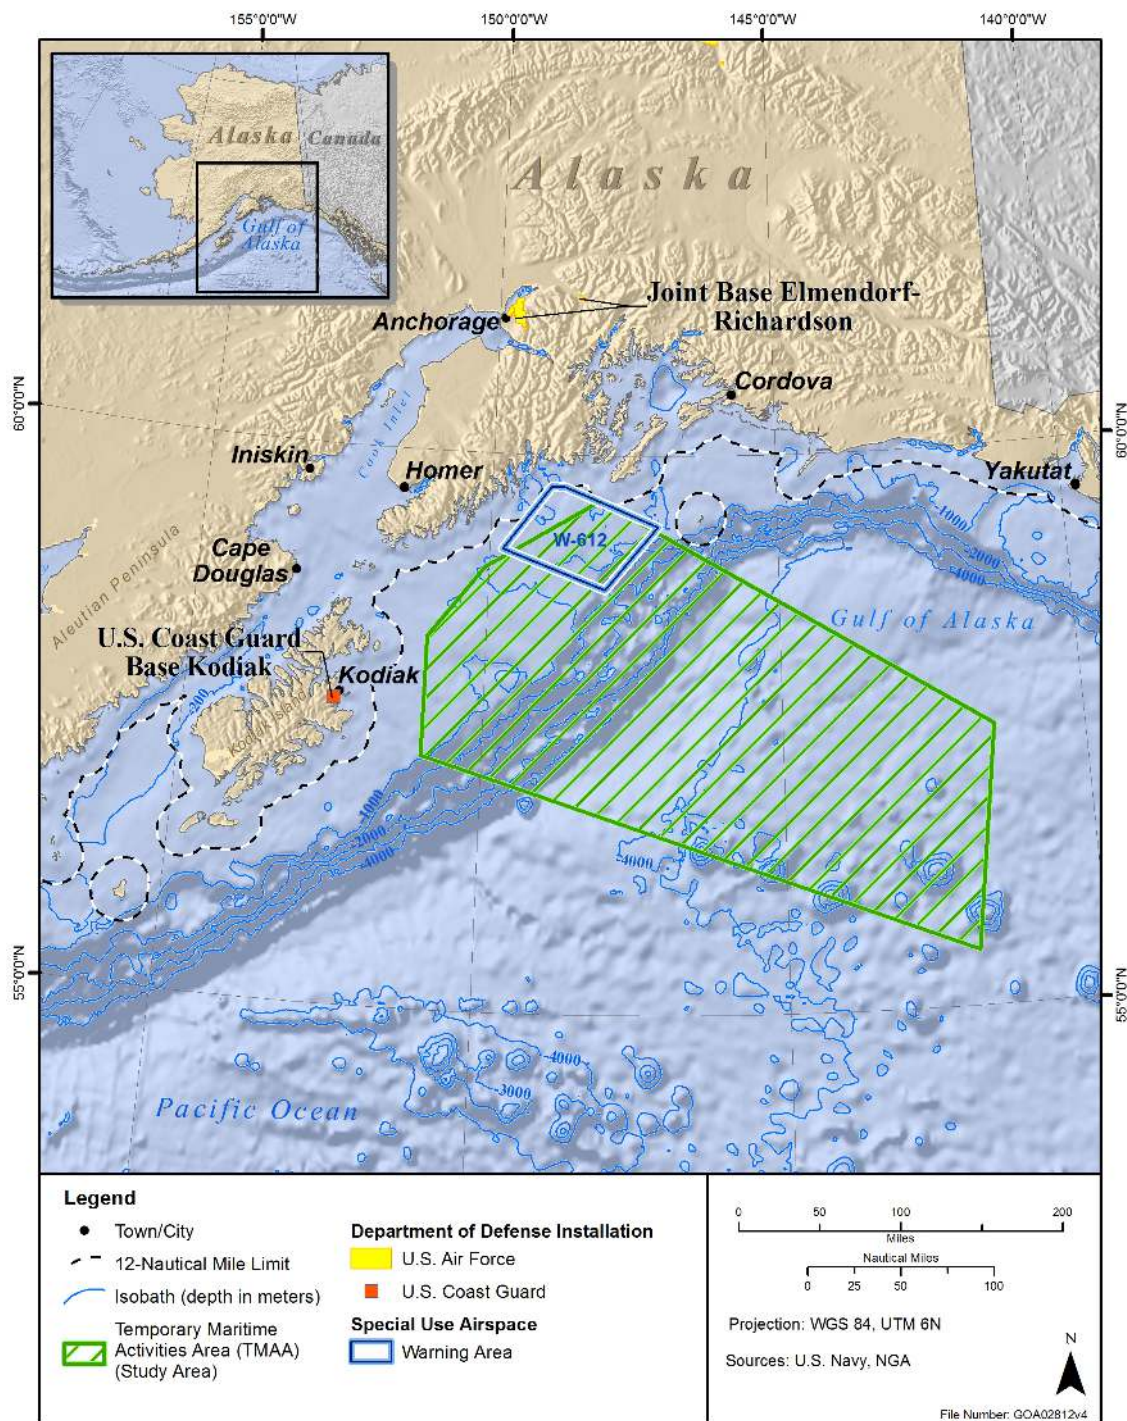 155°0'0"W
150°0'0"W
145°0'0"W
140°0'0"W
Alaska
Canada
Gulf of
Alaska
Alaska
Joint Base Elmendorf-
Richardson
Anchorage
Cordova
60°0'0"N
60°0'0"N
Cook Inlet
Iniskin
Homer
Yakutat
-1000
-2000
-4000
W-612
Cape
Douglas
Aleutian Peninsula
Gulf of Alaska
U.S. Coast Guard
Base Kodiak
Kodiak
-200
Kodiak Island
-1000
-2000
-4000
-4000
55°0'0"N
55°0'0"N
-4000
-3000
Pacific Ocean
Legend
Town/City
12-Nautical Mile Limit
Isobath (depth in meters)
Temporary Maritime
Activities Area (TMAA)
(Study Area)
Department of Defense Installation
U.S. Air Force
U.S. Coast Guard
Special Use Airspace
Warning Area
0 50 100 200
Miles
Nautical Miles
0 25 50 100
Projection: WGS 84, UTM 6N
Sources: U.S. Navy, NGA
N
File Number: GOA02812v4